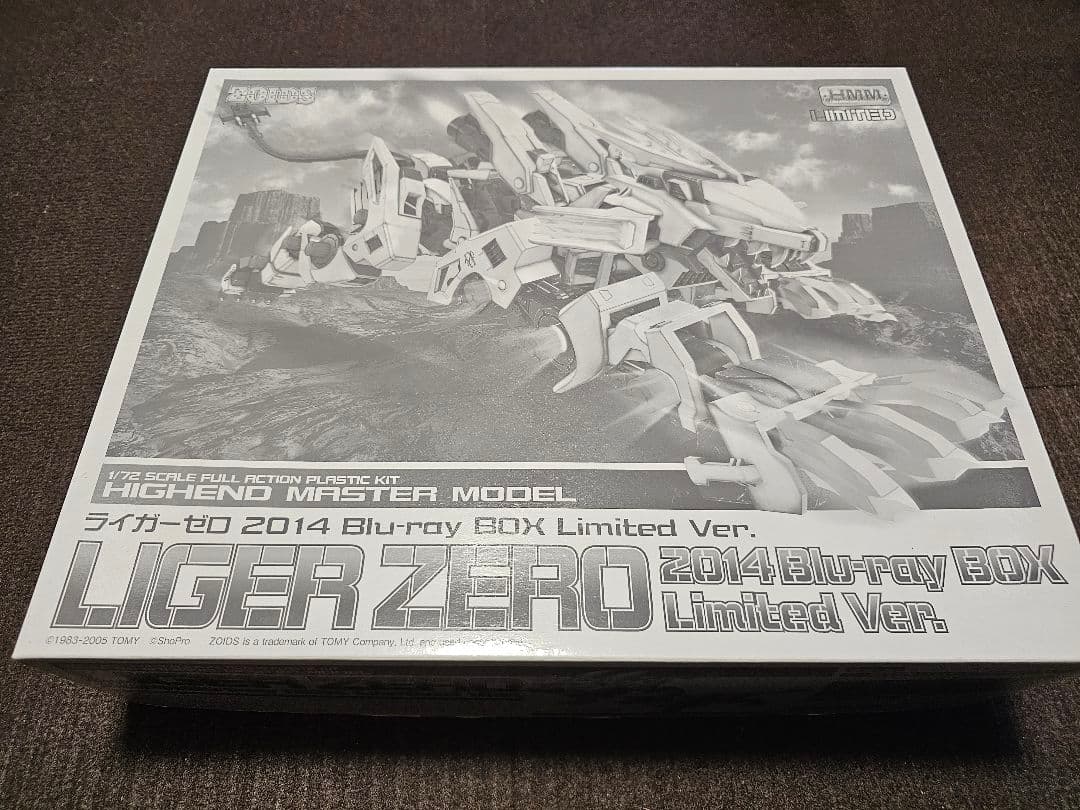 ZOIDS
HMM
LIMITED
1/72 SCALE FULL ACTION PLASTIC KIT
HIGHEND MASTER MODEL
ライガーゼロ 2014 Blu-ray BOX Limited Ver.
LIGER ZERO 2014 Blu-ray BOX
Limited Ver.
©1983-2005 TOMY ©ShoPro ZOIDS is a trademark of TOMY Company, Ltd. and used